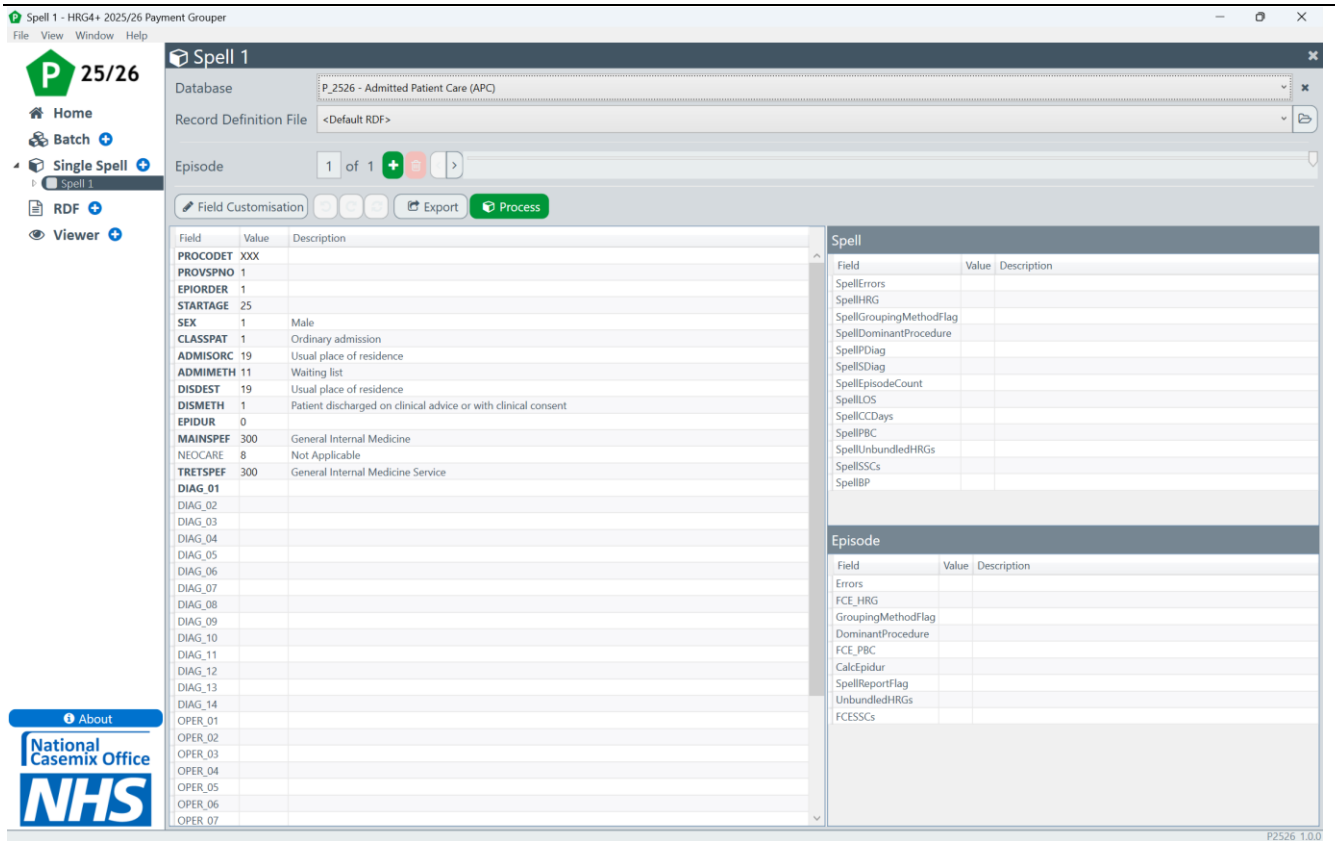 Spell 1 - HRG4+ 2025/26 Payment Grouper
File View Window Help
P 25/26
Home
Batch
Single Spell
Spell 1
RDF
Viewer
About
National
Casemix Office
NHS
Spell 1
Database P_2526 - Admitted Patient Care (APC)
Record Definition File <Default RDF>
Episode 1 of 1
Field Customisation Export Process
Field Value Description
PROCODET XXX
PROVSPNO 1
EPIORDER 1
STARTAGE 25
SEX 1 Male
CLASSPAT 1 Ordinary admission
ADMISORC 19 Usual place of residence
ADMIMETH 11 Waiting list
DISDEST 19 Usual place of residence
DISMETH 1 Patient discharged on clinical advice or with clinical consent
EPIDUR 0
MAINSPEF 300 General Internal Medicine
NEOCARE 8 Not Applicable
TRETSPEF 300 General Internal Medicine Service
DIAG_01
DIAG_02
DIAG_03
DIAG_04
DIAG_05
DIAG_06
DIAG_07
DIAG_08
DIAG_09
DIAG_10
DIAG_11
DIAG_12
DIAG_13
DIAG_14
OPER_01
OPER_02
OPER_03
OPER_04
OPER_05
OPER_06
OPER_07
Spell
Field Value Description
SpellErrors
SpellHRG
SpellGroupingMethodFlag
SpellDominantProcedure
SpellPDiag
SpellSDiag
SpellEpisodeCount
SpellLOS
SpellCCDays
SpellPBC
SpellUnbundledHRGs
SpellSSCs
SpellBP
Episode
Field Value Description
Errors
FCE_HRG
GroupingMethodFlag
DominantProcedure
FCE_PBC
CalcEpidur
SpellReportFlag
UnbundledHRGs
FCESSCs
P2526 1.0.0